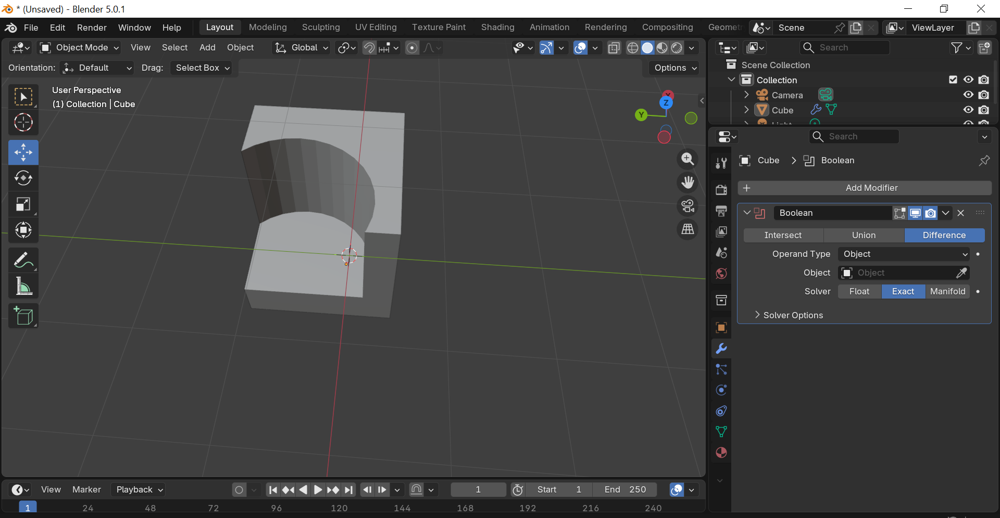 * (Unsaved) - Blender 5.0.1
File Edit Render Window Help Layout Modeling Sculpting UV Editing Texture Paint Shading Animation Rendering Compositing Geomet Scene ViewLayer
Object Mode View Select Add Object Global
Orientation: Default Drag: Select Box Options
User Perspective
(1) Collection | Cube
Z
Y
Search
Scene Collection
Collection
Camera
Cube
Light
Search
Cube Boolean
Add Modifier
Boolean
Intersect Union Difference
Operand Type Object
Object Object
Solver Float Exact Manifold
Solver Options
View Marker Playback 1 Start 1 End 250
1 24 48 72 96 120 144 168 192 216 240